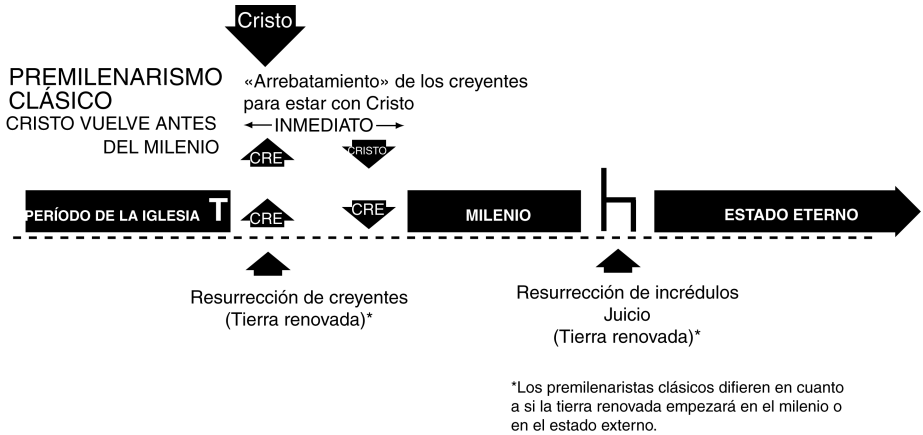 Cristo
PREMILENARISMO
CLÁSICO
CRISTO VUELVE ANTES
DEL MILENIO
«Arrebatamiento» de los creyentes
para estar con Cristo
INMEDIATO
CRE
CRISTO
PERÍODO DE LA IGLESIA T
CRE
CRE
MILENIO
ESTADO ETERNO
Resurrección de creyentes
(Tierra renovada)*
Resurrección de incrédulos
Juicio
(Tierra renovada)*
*Los premilenaristas clásicos difieren en cuanto
a si la tierra renovada empezará en el milenio o
en el estado externo.